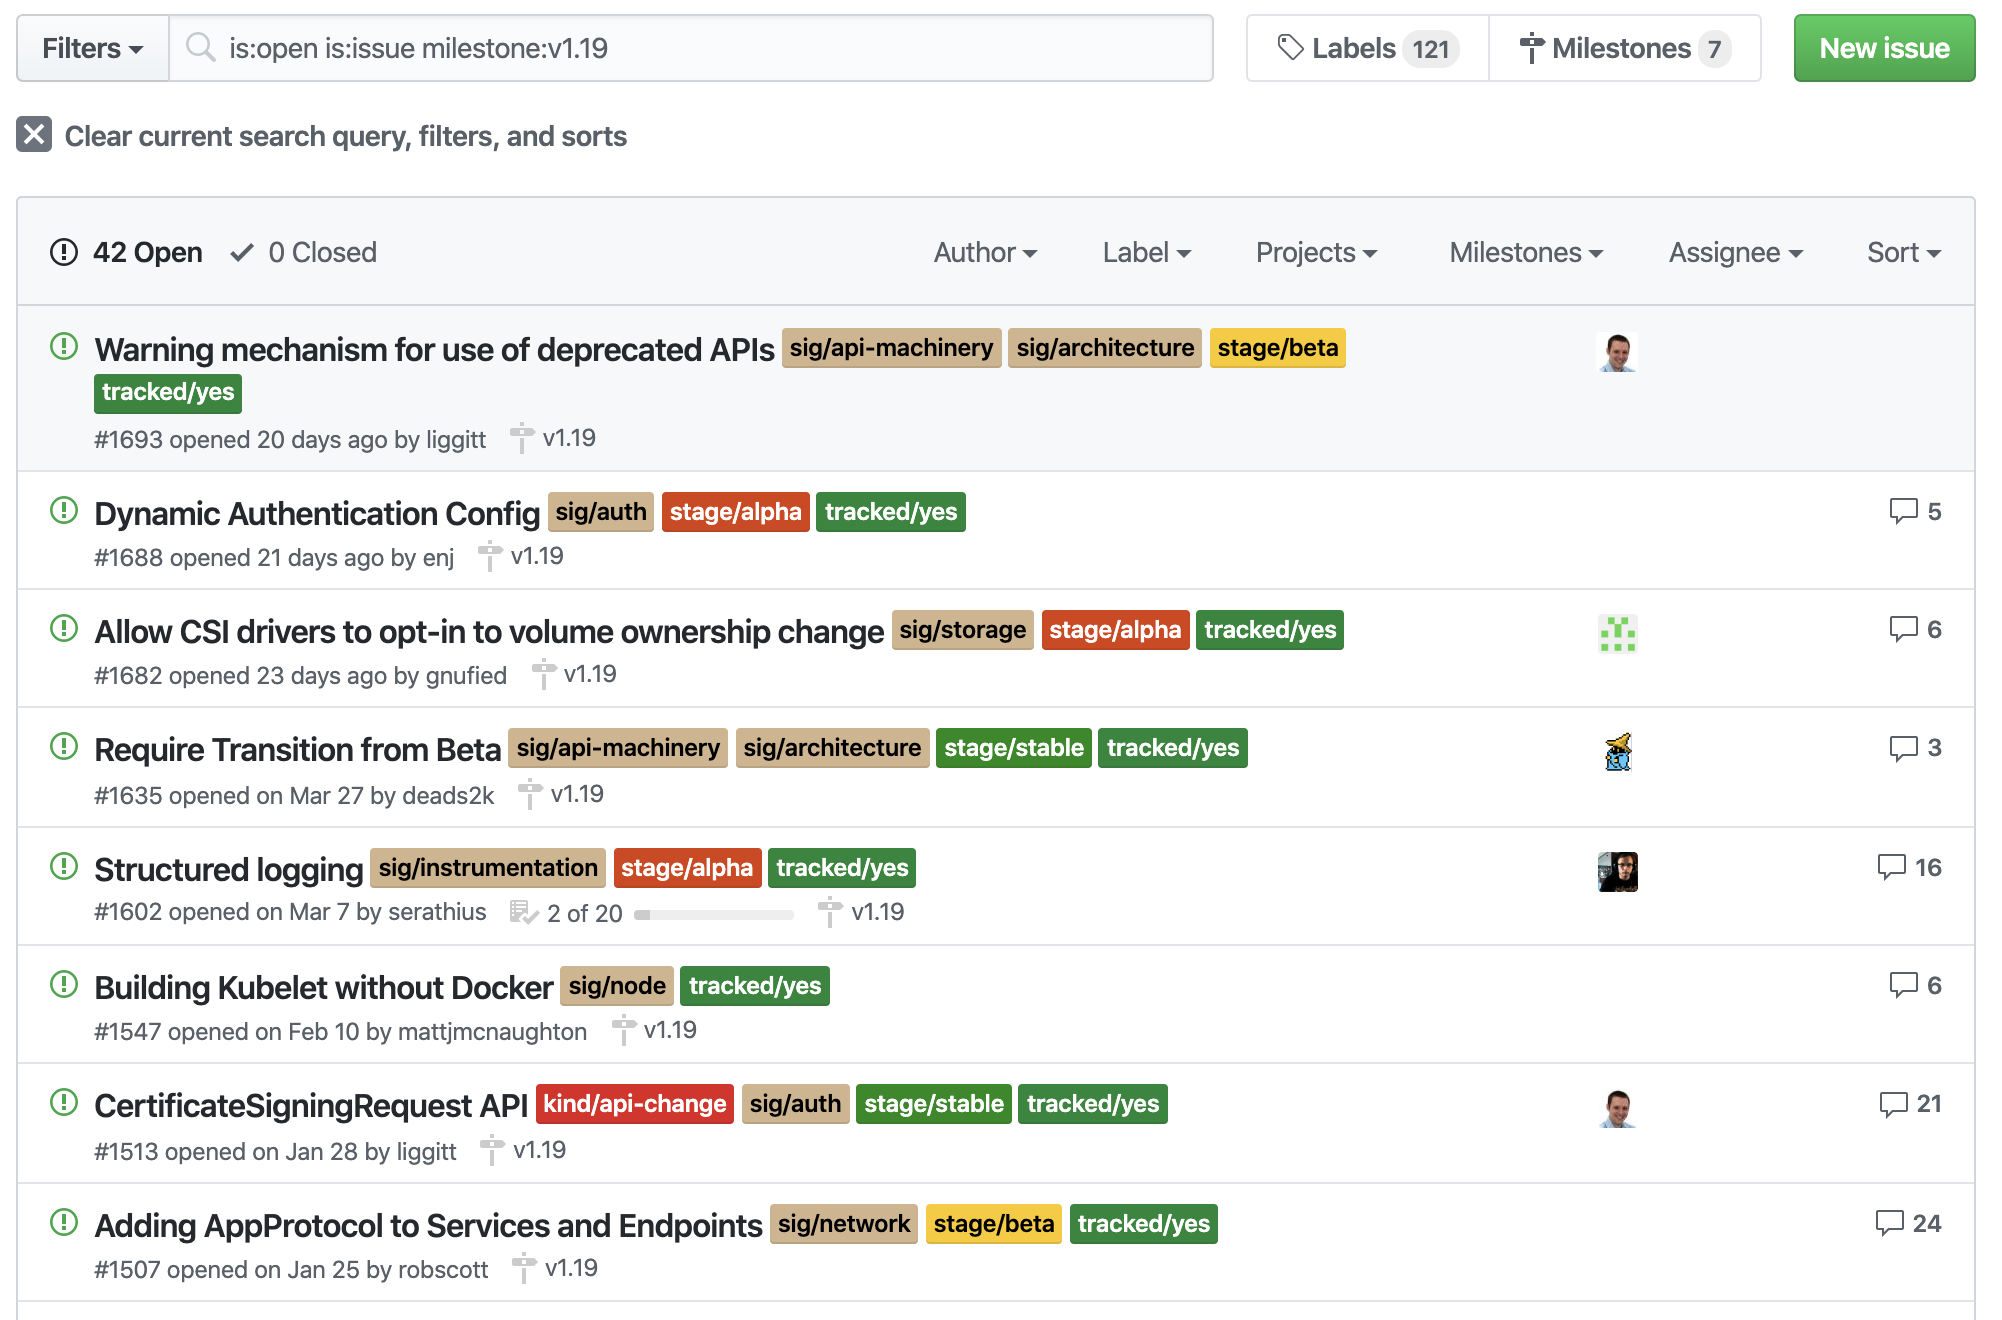 Filters is:open is:issue milestone:v1.19 Labels 121 Milestones 7 New issue
Clear current search query, filters, and sorts
42 Open 0 Closed Author Label Projects Milestones Assignee Sort
Warning mechanism for use of deprecated APIs sig/api-machinery sig/architecture stage/beta
tracked/yes
#1693 opened 20 days ago by liggitt v1.19
Dynamic Authentication Config sig/auth stage/alpha tracked/yes 5
#1688 opened 21 days ago by enj v1.19
Allow CSI drivers to opt-in to volume ownership change sig/storage stage/alpha tracked/yes 6
#1682 opened 23 days ago by gnufied v1.19
Require Transition from Beta sig/api-machinery sig/architecture stage/stable tracked/yes 3
#1635 opened on Mar 27 by deads2k v1.19
Structured logging sig/instrumentation stage/alpha tracked/yes 16
#1602 opened on Mar 7 by serathius 2 of 20 v1.19
Building Kubelet without Docker sig/node tracked/yes 6
#1547 opened on Feb 10 by mattjmcnaughton v1.19
CertificateSigningRequest API kind/api-change sig/auth stage/stable tracked/yes 21
#1513 opened on Jan 28 by liggitt v1.19
Adding AppProtocol to Services and Endpoints sig/network stage/beta tracked/yes 24
#1507 opened on Jan 25 by robscott v1.19